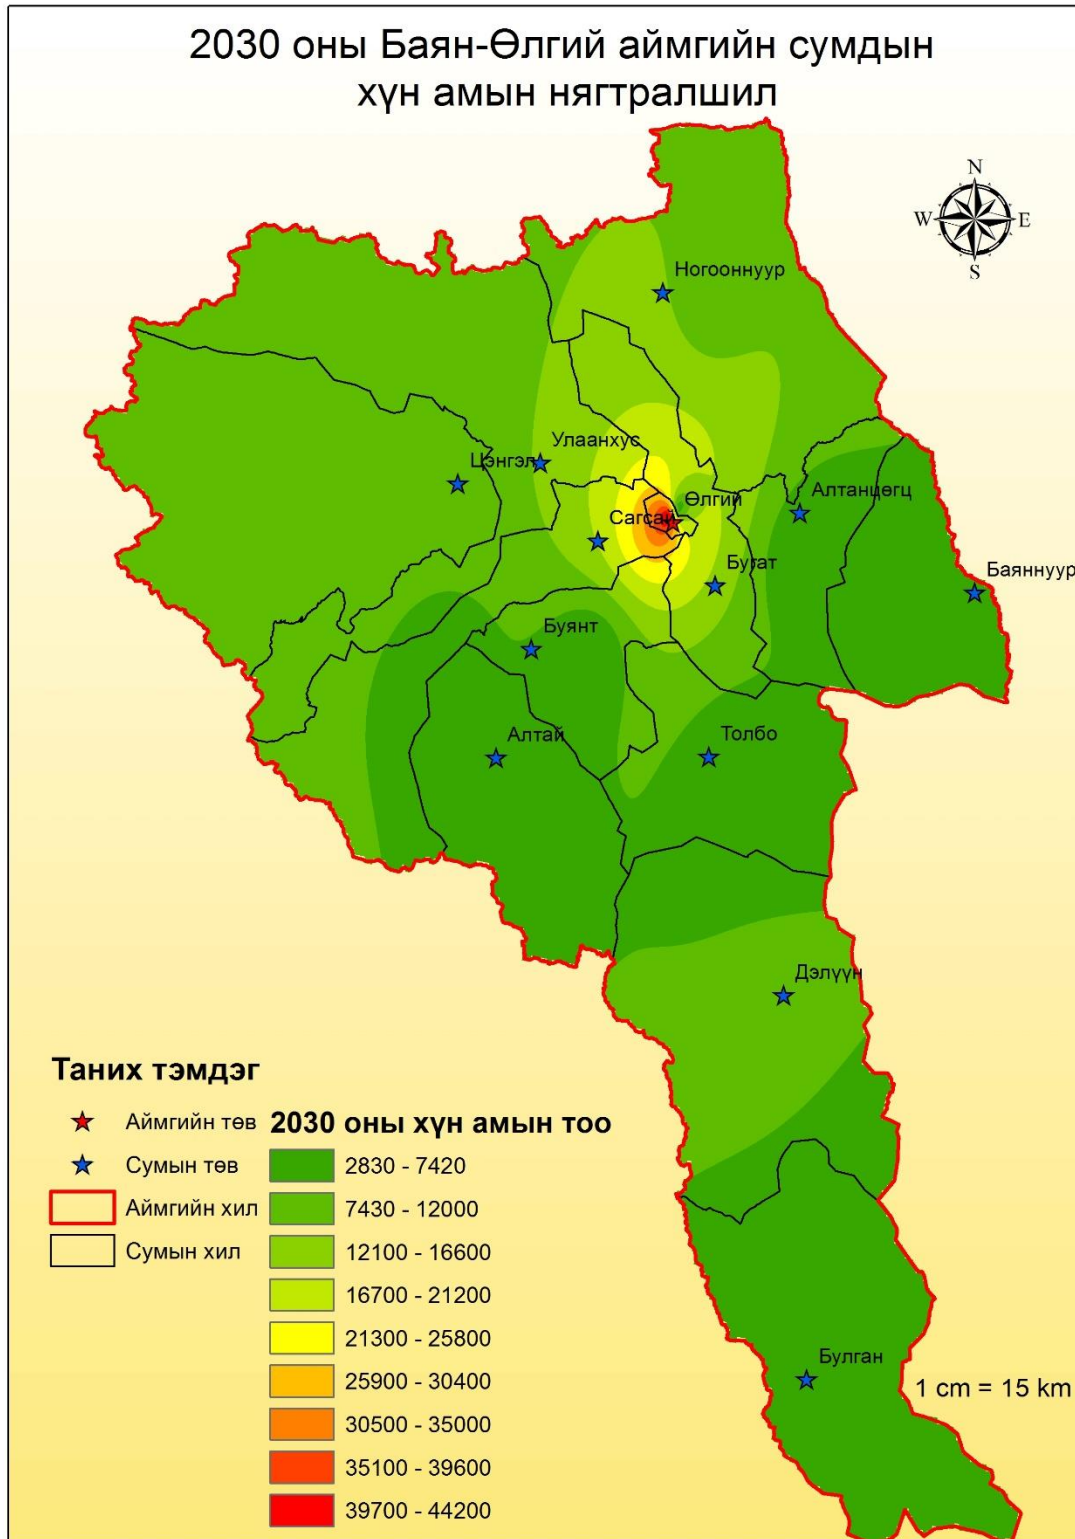 2030 оны Баян-Өлгий аймгийн сумдын
хүн амын нягтралшил
N
W
E
S
Ногооннуур
Улаанхус
Цэнгэл
Өлгий
Алтанцөгц
Сагсай
Бугат
Баяннуур
Буянт
Алтай
Толбо
Дэлүүн
Булган
1 cm = 15 km
Таних тэмдэг
Аймгийн төв
Сумын төв
Аймгийн хил
Сумын хил
2030 оны хүн амын тоо
2830 - 7420
7430 - 12000
12100 - 16600
16700 - 21200
21300 - 25800
25900 - 30400
30500 - 35000
35100 - 39600
39700 - 44200